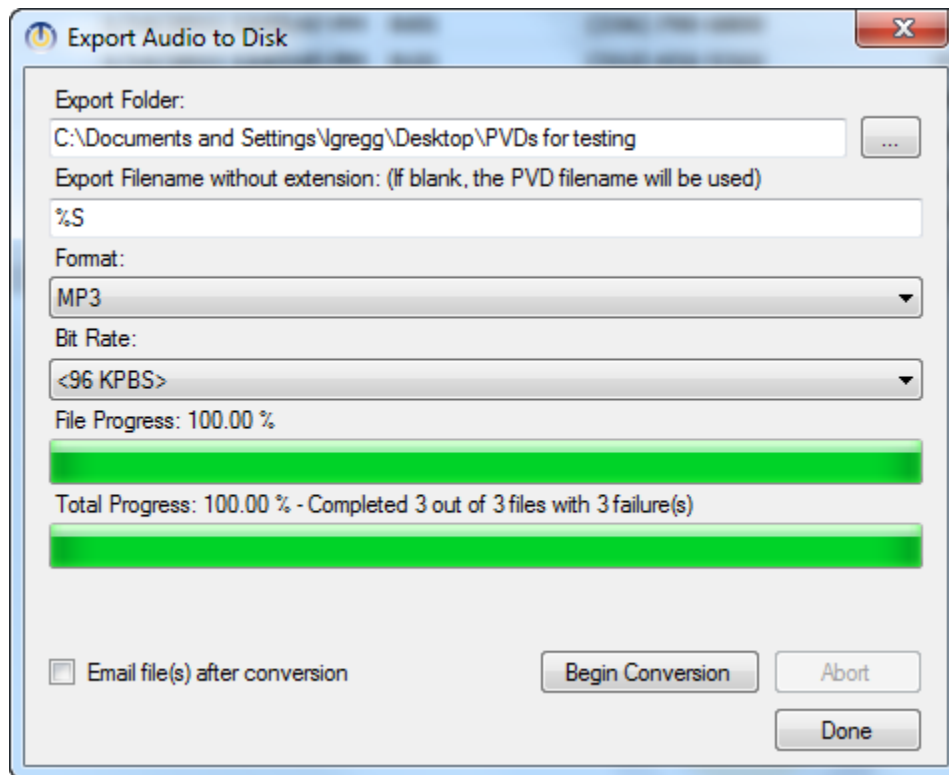 Export Audio to Disk
Export Folder:
C:\Documents and Settings\lgregg\Desktop\PVDs for testing
...
Export Filename without extension: (If blank, the PVD filename will be used)
%S
Format:
MP3
Bit Rate:
<96 KPBS>
File Progress: 100.00 %
Total Progress: 100.00 % - Completed 3 out of 3 files with 3 failure(s)
Email file(s) after conversion
Begin Conversion
Abort
Done